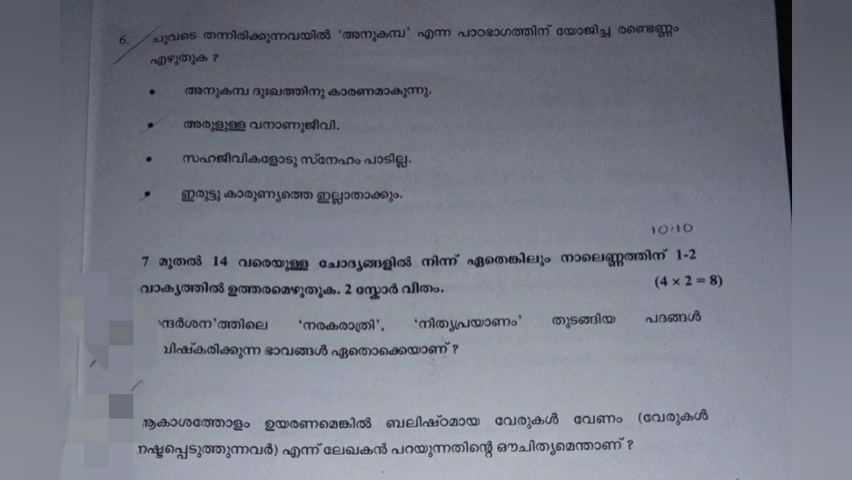 6. ചുവടെ തന്നിരിക്കുന്നവയിൽ 'അനുകമ്പ' എന്ന പാഠഭാഗത്തിന് യോജിച്ച രണ്ടെണ്ണം
എഴുതുക ?
• അനുകമ്പ ദുഃഖത്തിനു കാരണമാകുന്നു.
• അരുളുള്ളവനാണുജീവി.
• സഹജീവികളോടു സ്നേഹം പാടില്ല.
• ഇരുട്ടു കാരുണ്യത്തെ ഇല്ലാതാക്കും.
10:10
7 മുതൽ 14 വരെയുള്ള ചോദ്യങ്ങളിൽ നിന്ന് ഏതെങ്കിലും നാലെണ്ണത്തിന് 1-2
വാക്യത്തിൽ ഉത്തരമെഴുതുക. 2 സ്കോർ വീതം. (4 × 2 = 8)
ന്ദർശന'ത്തിലെ 'നരകരാത്രി', 'നിത്യപ്രയാണം' തുടങ്ങിയ പദങ്ങൾ
വിഷ്കരിക്കുന്ന ഭാവങ്ങൾ ഏതൊക്കെയാണ് ?
ആകാശത്തോളം ഉയരണമെങ്കിൽ ബലിഷ്ഠമായ വേരുകൾ വേണം (വേരുകൾ
നഷ്ടപ്പെടുത്തുന്നവർ) എന്ന് ലേഖകൻ പറയുന്നതിന്റെ ഔചിത്യമെന്താണ് ?